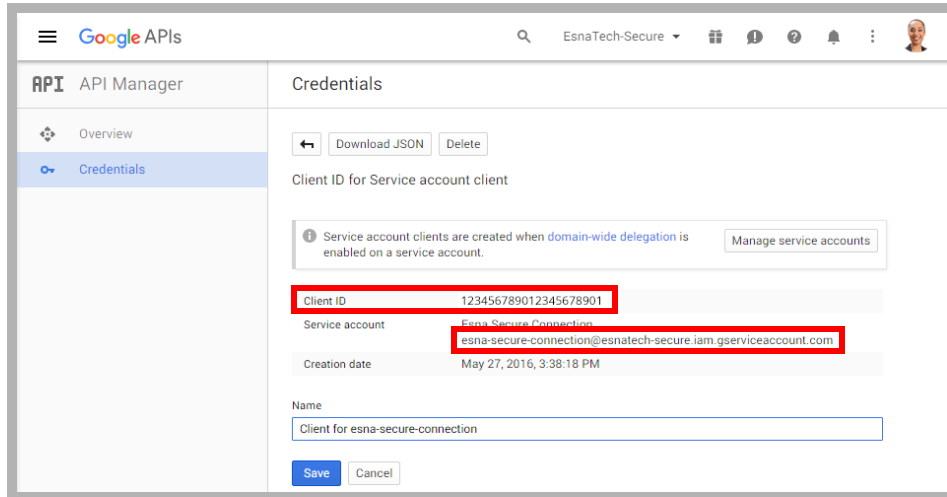 Google APIs
EsnaTech-Secure
API API Manager
Credentials
Overview
Credentials
Download JSON
Delete
Client ID for Service account client
Service account clients are created when domain-wide delegation is
enabled on a service account.
Manage service accounts
Client ID 123456789012345678901
Service account Esna Secure Connection
esna-secure-connection@esnatech-secure.iam.gserviceaccount.com
Creation date May 27, 2016, 3:38:18 PM
Name
Client for esna-secure-connection
Save
Cancel